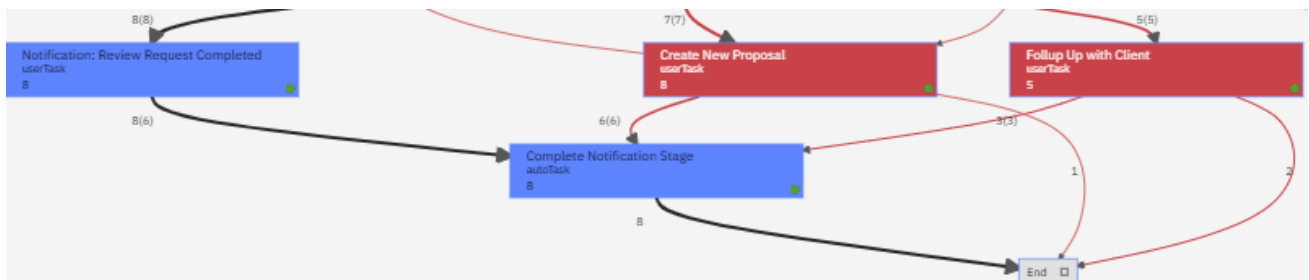 8(8)
7(7)
5(5)
Notification: Review Request Completed
userTask
8
Create New Proposal
userTask
8
Follup Up with Client
userTask
5
8(6)
6(6)
3(3)
Complete Notification Stage
autoTask
8
1
2
8
End